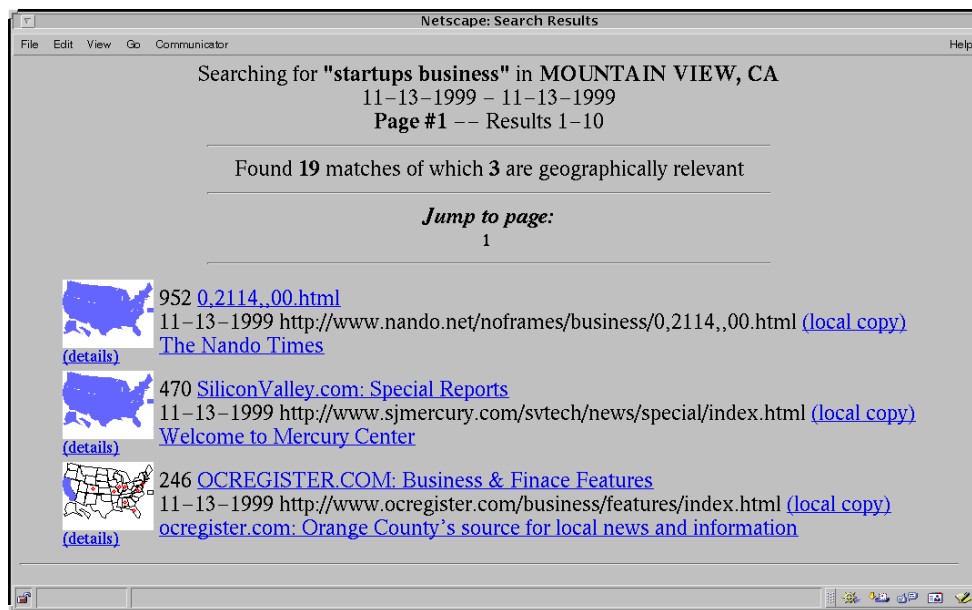 Netscape: Search Results
File Edit View Go Communicator Help
Searching for "startups business" in MOUNTAIN VIEW, CA
11-13-1999 - 11-13-1999
Page #1 -- Results 1-10
Found 19 matches of which 3 are geographically relevant
Jump to page:
1
952 0,2114,,00.html
11-13-1999 http://www.nando.net/noframes/business/0,2114,,00.html (local copy)
(details) The Nando Times
470 SiliconValley.com: Special Reports
11-13-1999 http://www.sjmercury.com/svtech/news/special/index.html (local copy)
(details) Welcome to Mercury Center
246 OCREGISTER.COM: Business & Finace Features
11-13-1999 http://www.ocregister.com/business/features/index.html (local copy)
(details) ocregister.com: Orange County's source for local news and information